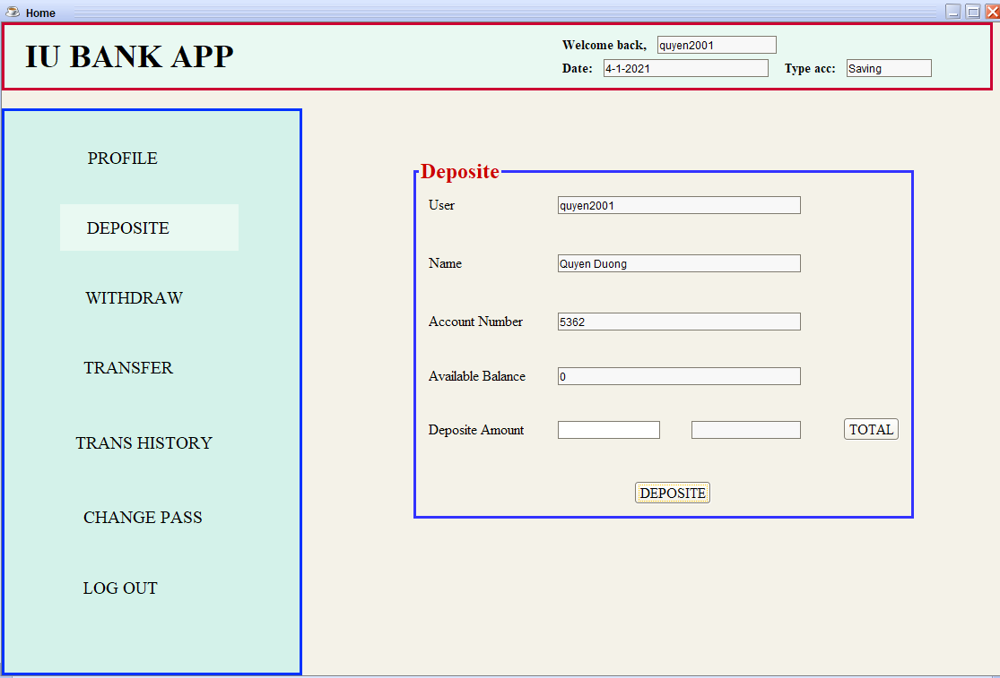 Home
IU BANK APP
Welcome back, quyen2001
Date: 4-1-2021 Type acc: Saving
PROFILE
DEPOSITE
WITHDRAW
TRANSFER
TRANS HISTORY
CHANGE PASS
LOG OUT
Deposite
User quyen2001
Name Quyen Duong
Account Number 5362
Available Balance 0
Deposite Amount TOTAL
DEPOSITE